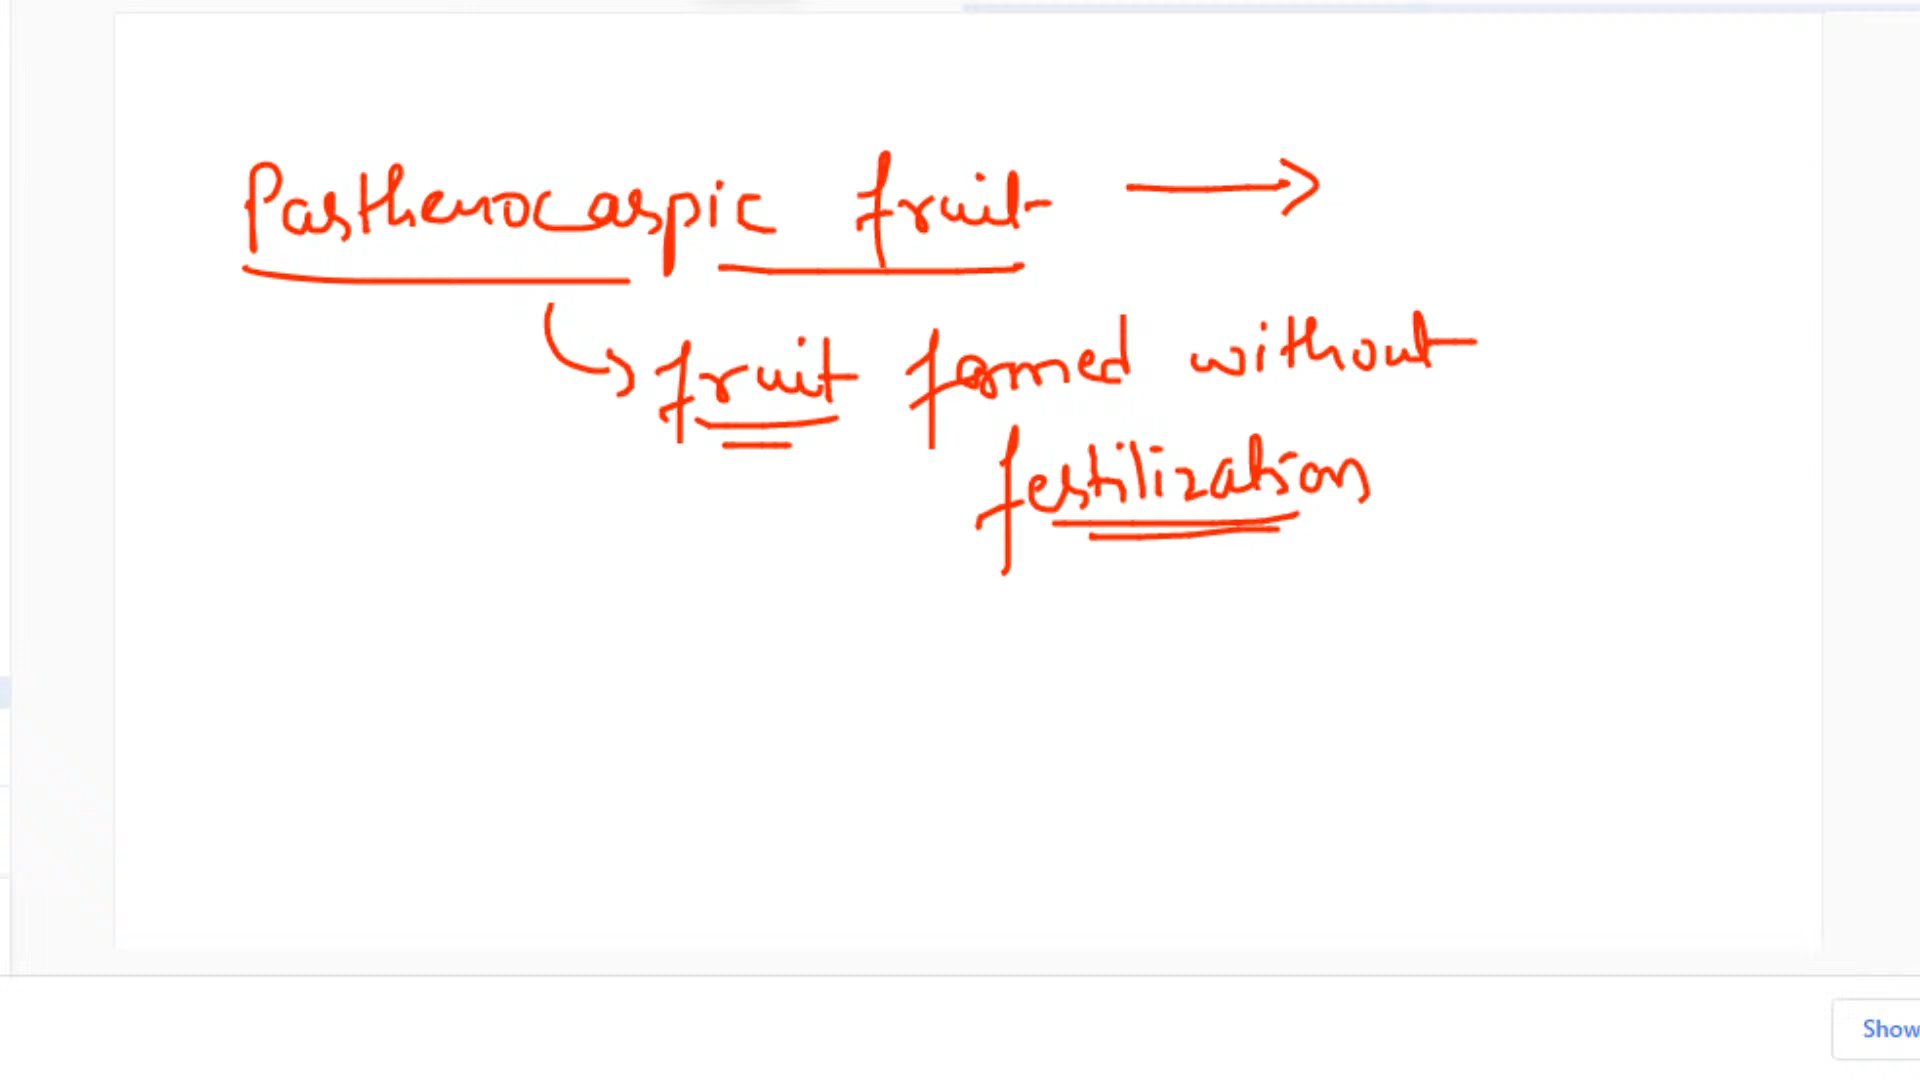 Parthenocarpic fruit →
↳ fruit formed without
fertilization
Show